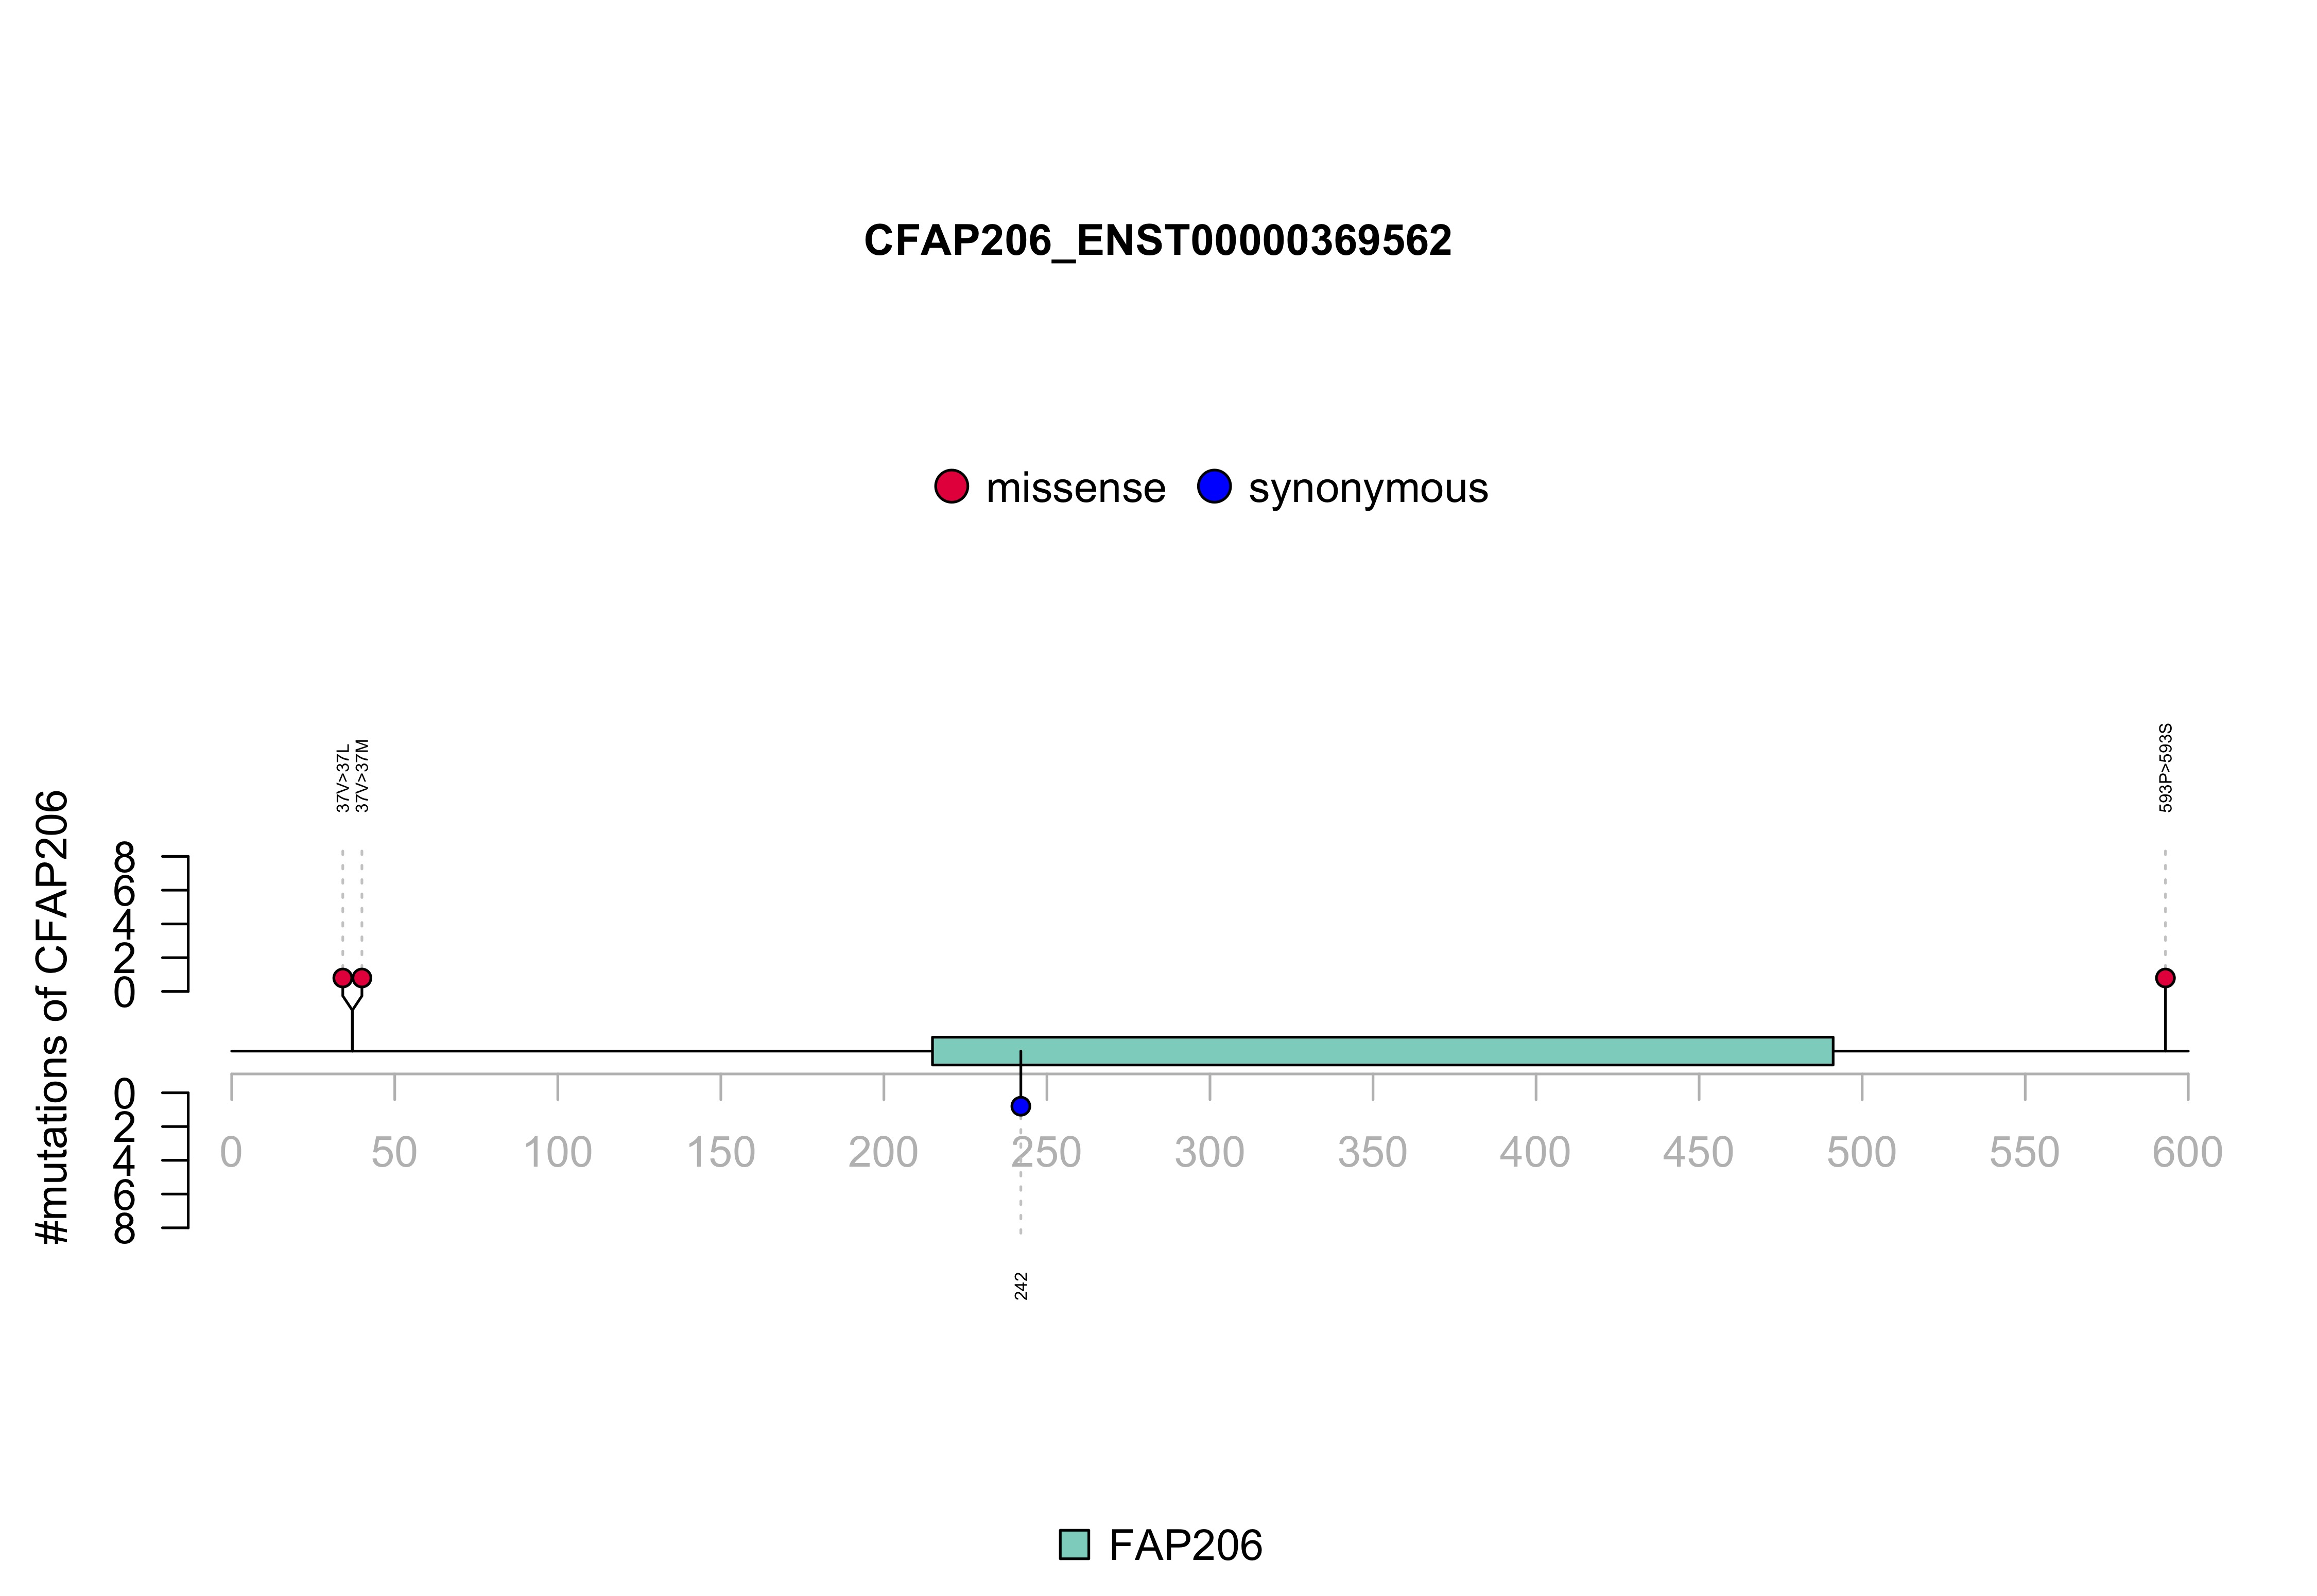 CFAP206_ENST00000369562
missense synonymous
37V>37L
37V>37M
593P>593S
#mutations of CFAP206
8
6
4
2
0
0
2
4
6
8
0 50 100 150 200 250 300 350 400 450 500 550 600
242
FAP206